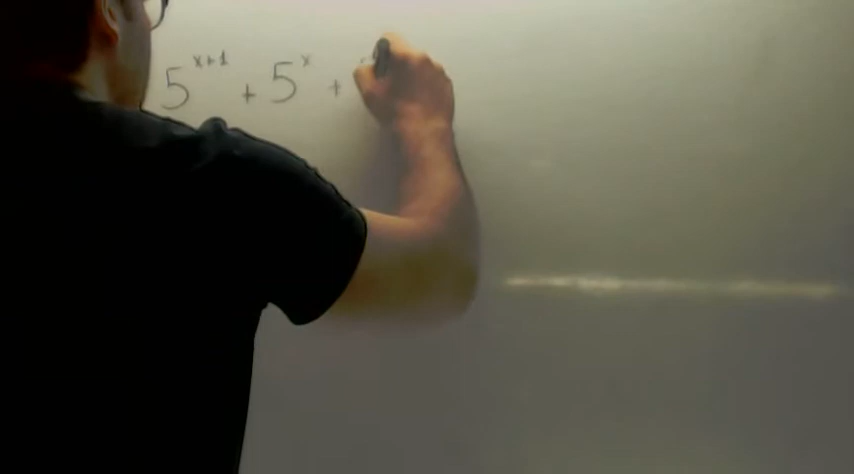 5^{x+1} + 5^{x} +